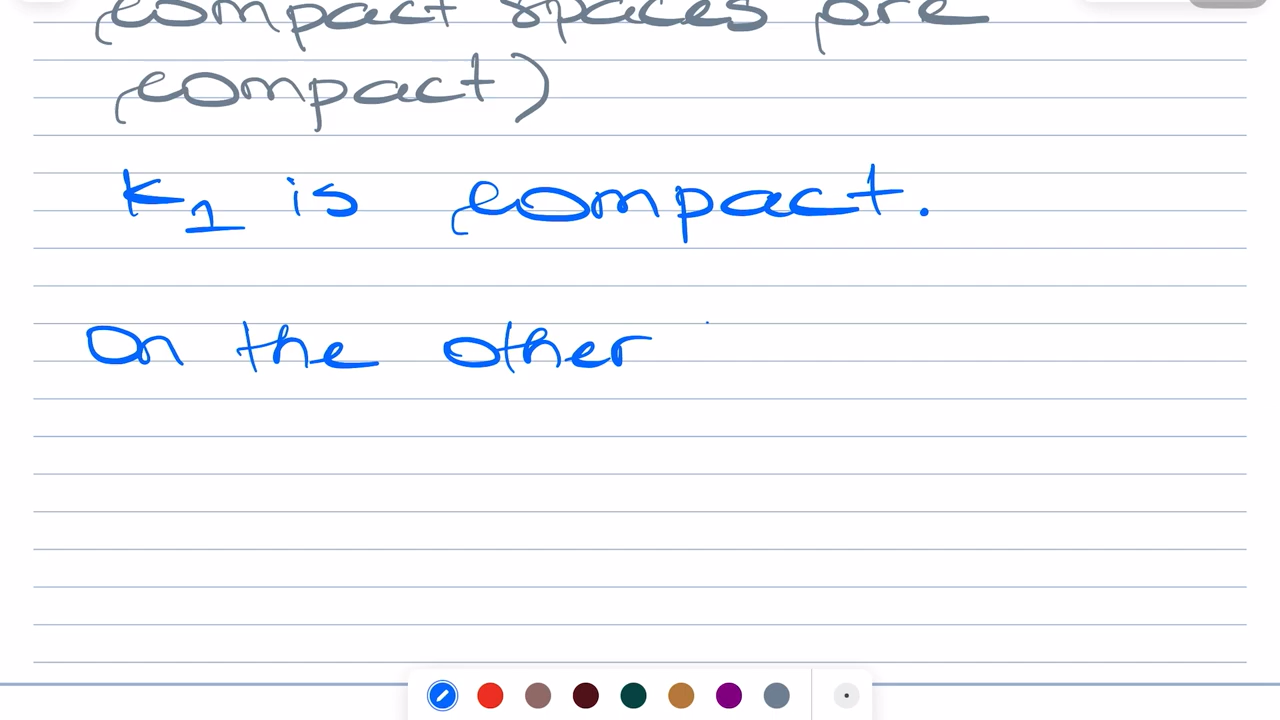 compact spaces are
compact)
K1 is compact.
On the other